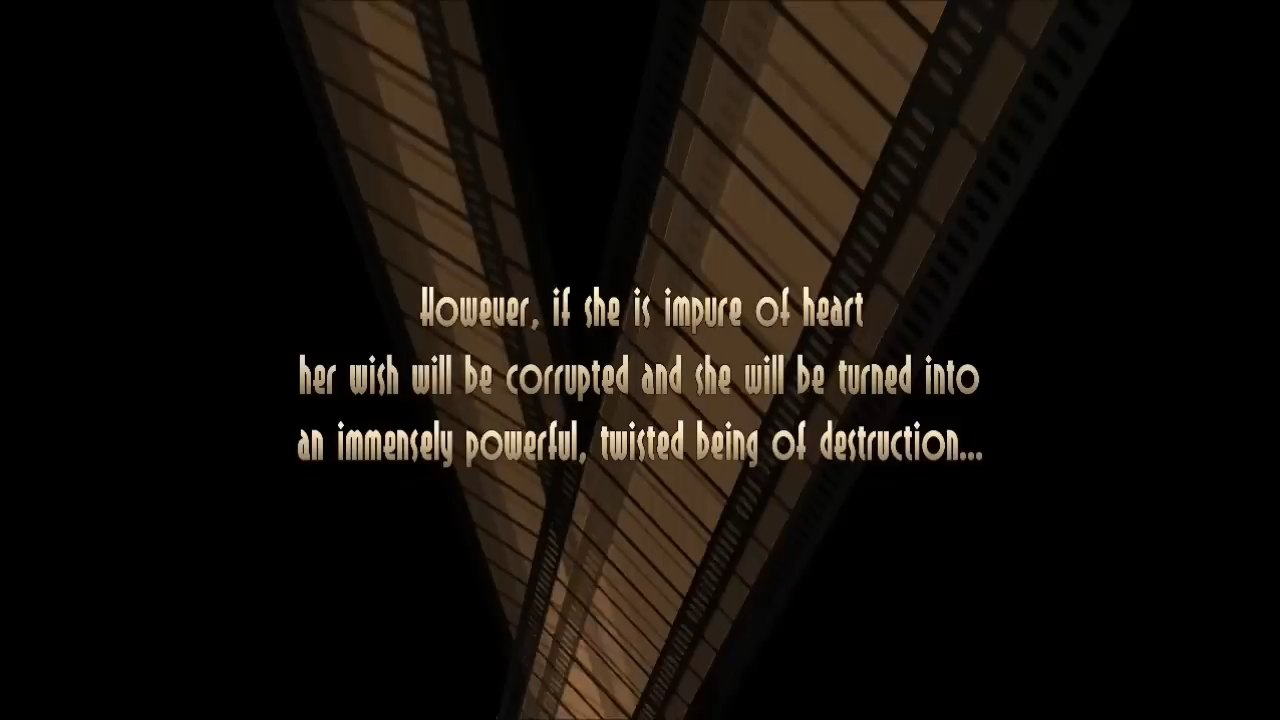 However, if she is impure of heart
her wish will be corrupted and she will be turned into
an immensely powerful, twisted being of destruction...